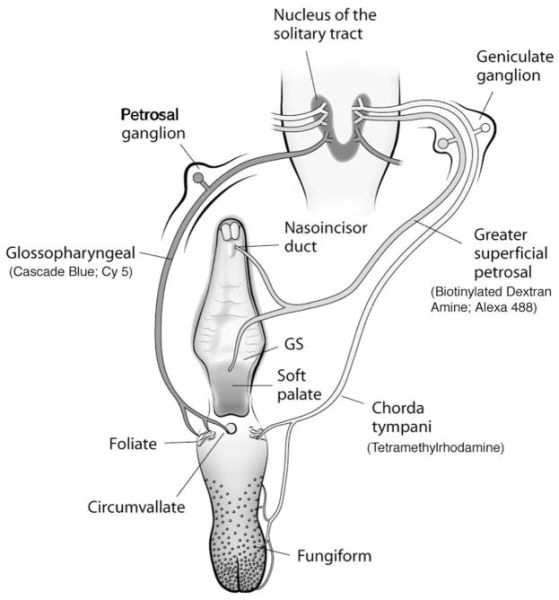 Nucleus of the
solitary tract
Geniculate
ganglion
Petrosal
ganglion
Nasoincisor
duct
Glossopharyngeal
(Cascade Blue; Cy 5)
Greater
superficial
petrosal
(Biotinylated Dextran
Amine; Alexa 488)
GS
Soft
palate
Chorda
tympani
(Tetramethylrhodamine)
Foliate
Circumvallate
Fungiform